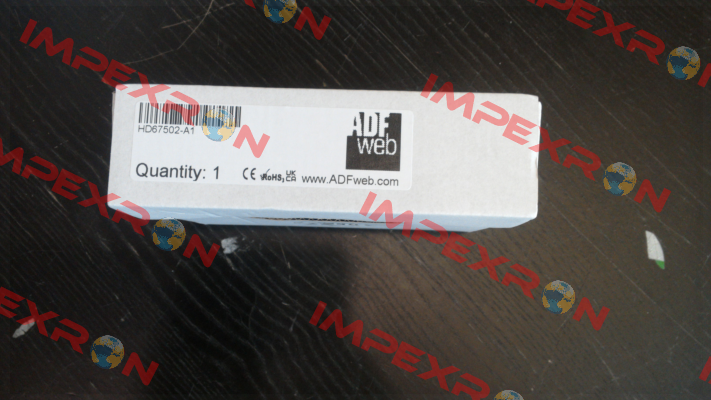 HD67502-A1
ADF
web
Quantity: 1 CE RoHS UK CA www.ADFweb.com
IMPEXRON
IMPEXRON
IMPEXRON
IMPEXRON
IMPEXRON
IMPEXRON